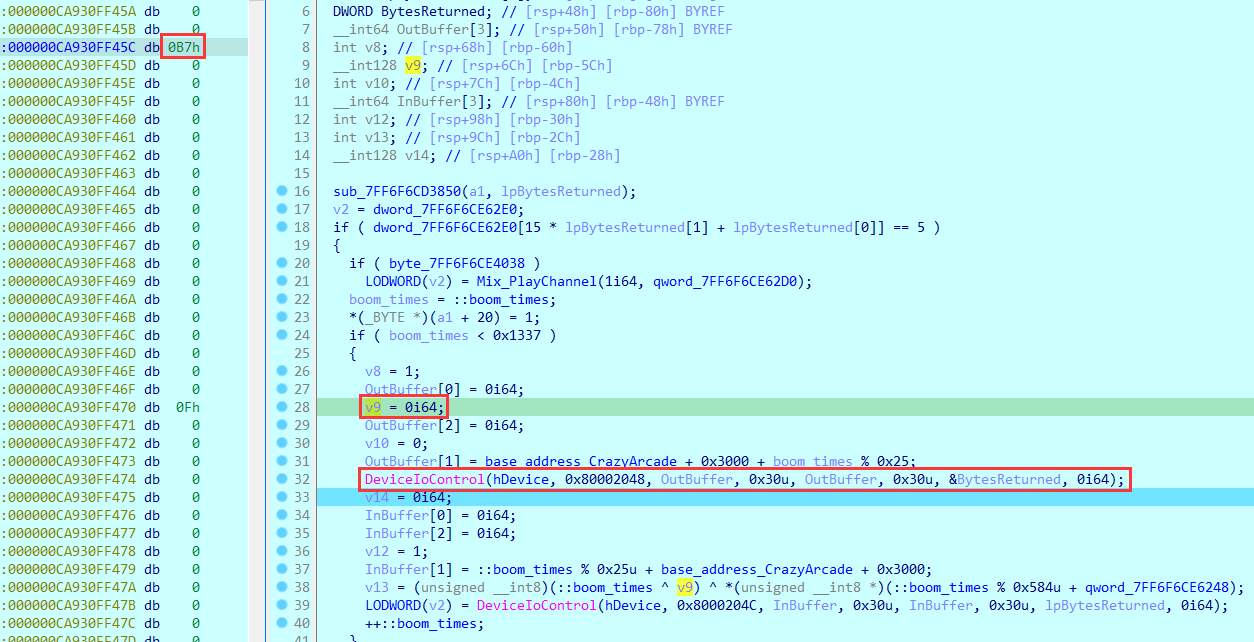 :000000CA930FF45A db 0
:000000CA930FF45B db 0
:000000CA930FF45C db 0B7h
:000000CA930FF45D db 0
:000000CA930FF45E db 0
:000000CA930FF45F db 0
:000000CA930FF460 db 0
:000000CA930FF461 db 0
:000000CA930FF462 db 0
:000000CA930FF463 db 0
:000000CA930FF464 db 0
:000000CA930FF465 db 0
:000000CA930FF466 db 0
:000000CA930FF467 db 0
:000000CA930FF468 db 0
:000000CA930FF469 db 0
:000000CA930FF46A db 0
:000000CA930FF46B db 0
:000000CA930FF46C db 0
:000000CA930FF46D db 0
:000000CA930FF46E db 0
:000000CA930FF46F db 0
:000000CA930FF470 db 0Fh
:000000CA930FF471 db 0
:000000CA930FF472 db 0
:000000CA930FF473 db 0
:000000CA930FF474 db 0
:000000CA930FF475 db 0
:000000CA930FF476 db 0
:000000CA930FF477 db 0
:000000CA930FF478 db 0
:000000CA930FF479 db 0
:000000CA930FF47A db 0
:000000CA930FF47B db 0
:000000CA930FF47C db 0
:000000CA930FF47D db 0
6 DWORD BytesReturned; // [rsp+48h] [rbp-80h] BYREF
7 __int64 OutBuffer[3]; // [rsp+50h] [rbp-78h] BYREF
8 int v8; // [rsp+68h] [rbp-60h]
9 __int128 v9; // [rsp+6Ch] [rbp-5Ch]
10 int v10; // [rsp+7Ch] [rbp-4Ch]
11 __int64 InBuffer[3]; // [rsp+80h] [rbp-48h] BYREF
12 int v12; // [rsp+98h] [rbp-30h]
13 int v13; // [rsp+9Ch] [rbp-2Ch]
14 __int128 v14; // [rsp+A0h] [rbp-28h]
15
16 sub_7FF6F6CD3850(a1, lpBytesReturned);
17 v2 = dword_7FF6F6CE62E0;
18 if ( dword_7FF6F6CE62E0[15 * lpBytesReturned[1] + lpBytesReturned[0]] == 5 )
19 {
20 if ( byte_7FF6F6CE4038 )
21 LODWORD(v2) = Mix_PlayChannel(1i64, qword_7FF6F6CE62D0);
22 boom_times = ::boom_times;
23 *(_BYTE *)(a1 + 20) = 1;
24 if ( boom_times < 0x1337 )
25 {
26 v8 = 1;
27 OutBuffer[0] = 0i64;
28 v9 = 0i64;
29 OutBuffer[2] = 0i64;
30 v10 = 0;
31 OutBuffer[1] = base_address_CrazyArcade + 0x3000 + boom_times % 0x25;
32 DeviceIoControl(hDevice, 0x80002048, OutBuffer, 0x30u, OutBuffer, 0x30u, &BytesReturned, 0i64);
33 v14 = 0i64;
34 InBuffer[0] = 0i64;
35 InBuffer[2] = 0i64;
36 v12 = 1;
37 InBuffer[1] = ::boom_times % 0x25u + base_address_CrazyArcade + 0x3000;
38 v13 = (unsigned __int8)(::boom_times ^ v9) ^ *(unsigned __int8 *)(::boom_times % 0x584u + qword_7FF6F6CE6248);
39 LODWORD(v2) = DeviceIoControl(hDevice, 0x8000204C, InBuffer, 0x30u, InBuffer, 0x30u, lpBytesReturned, 0i64);
40 ++::boom_times;
41 }